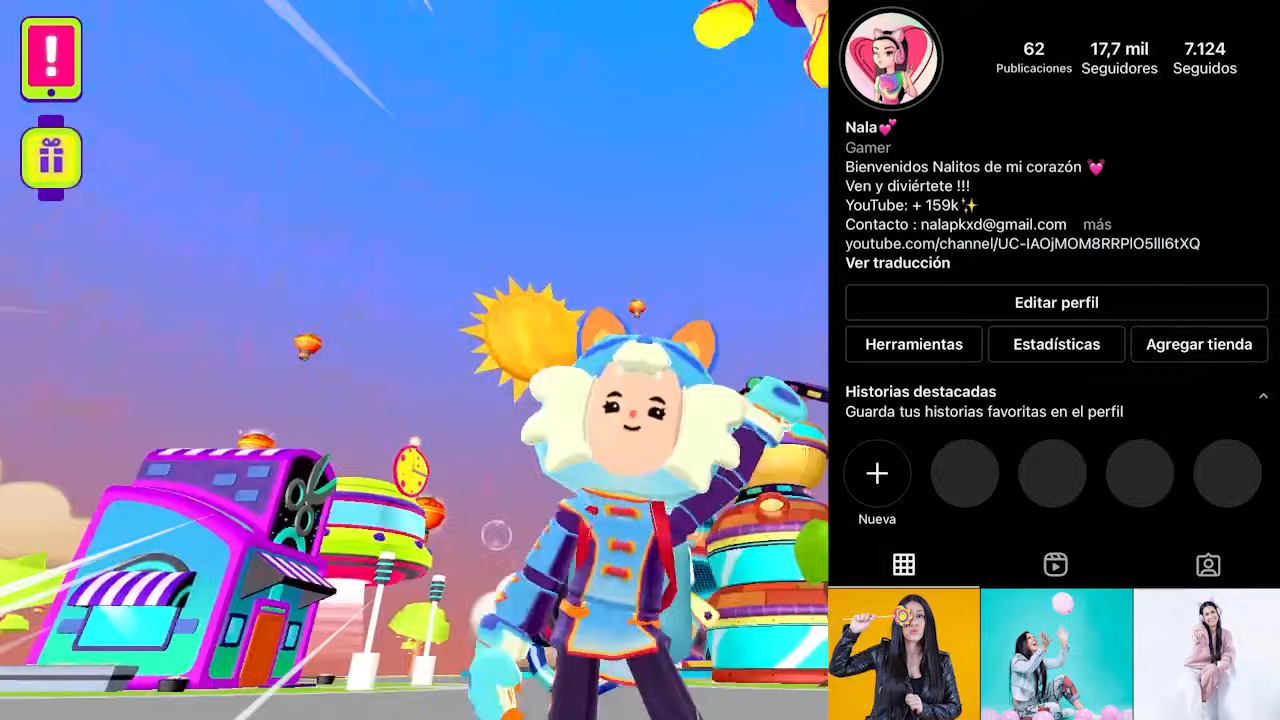 62
17,7 mil
7.124
Publicaciones
Seguidores
Seguidos
Nala💕
Gamer
Bienvenidos Nalitos de mi corazón 💓
Ven y diviértete !!!
YouTube: + 159k✨
Contacto : nalapkxd@gmail.com más
youtube.com/channel/UC-IAOjMOM8RRPIO5lll6tXQ
Ver traducción
Editar perfil
Herramientas
Estadísticas
Agregar tienda
Historias destacadas
Guarda tus historias favoritas en el perfil
Nueva